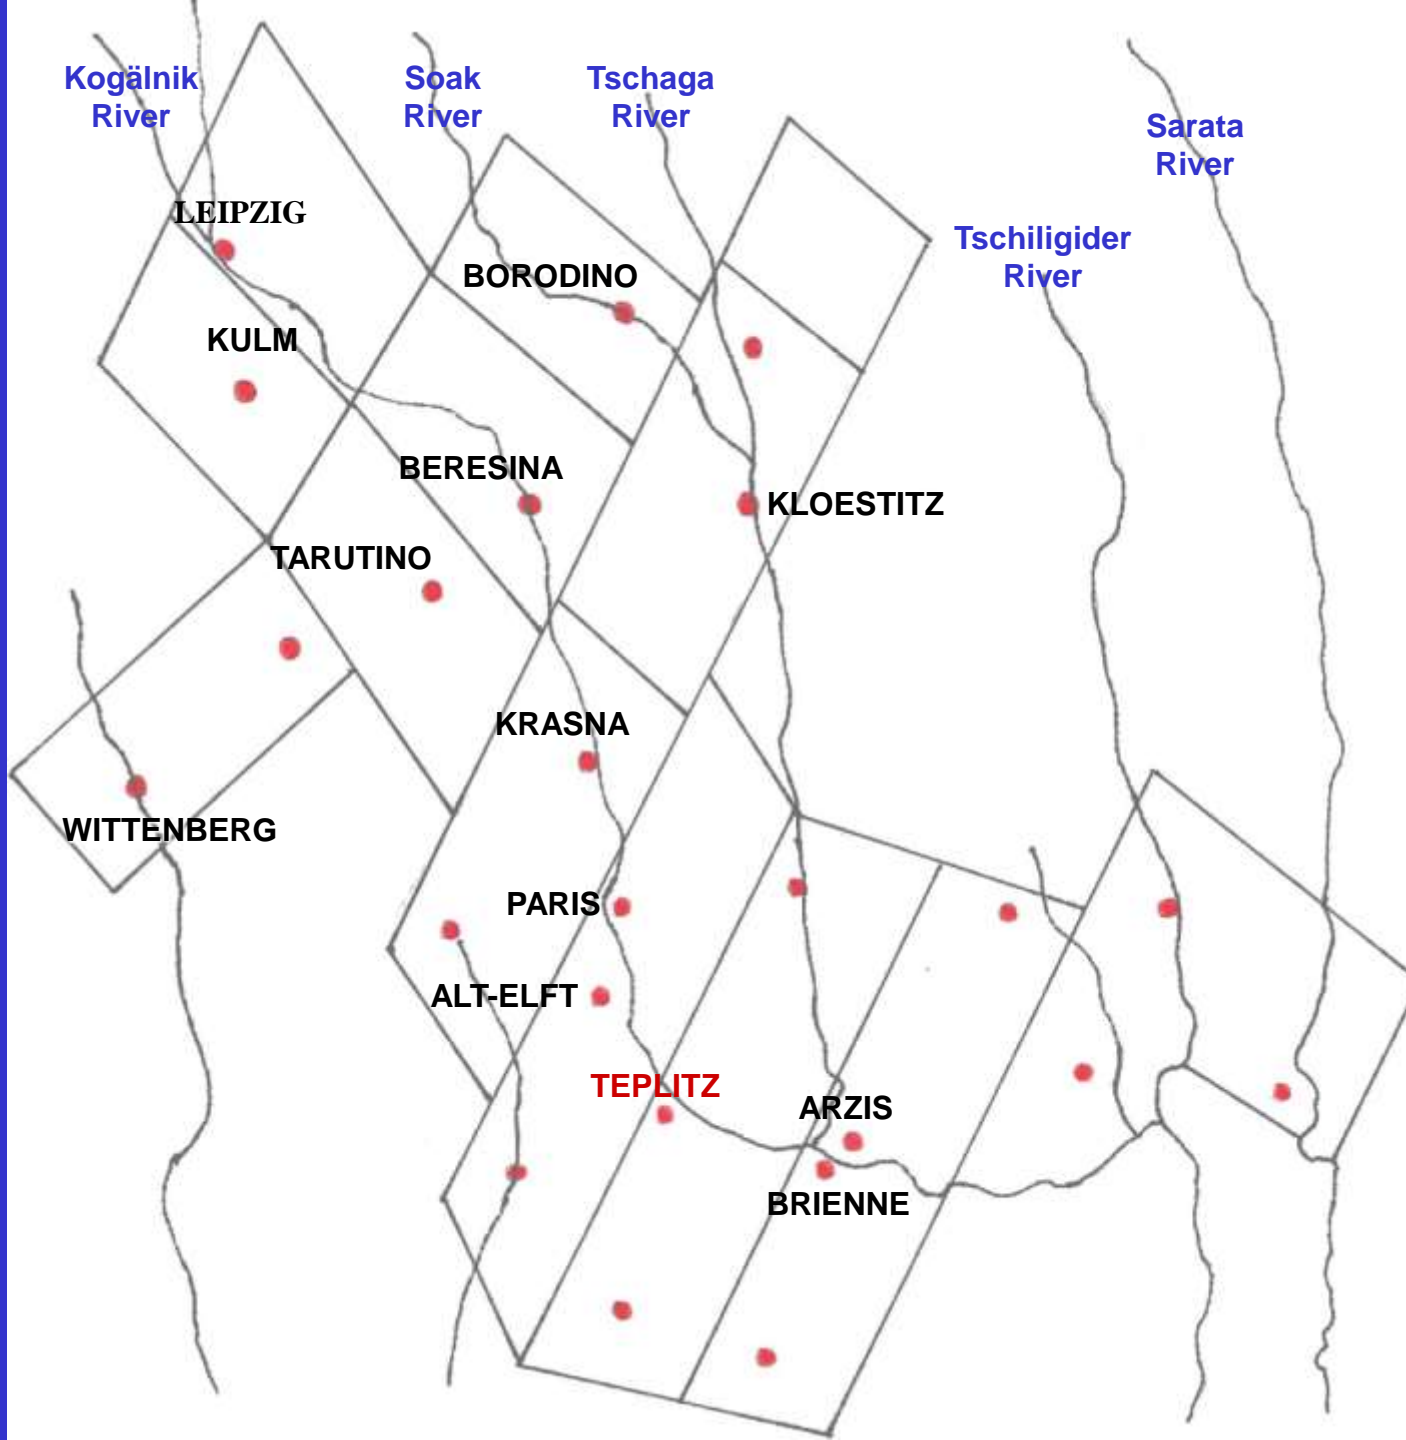 Kogälnik
River
Soak
River
Tschaga
River
Sarata
River
LEIPZIG
Tschiligider
River
BORODINO
KULM
BERESINA
KLOESTITZ
TARUTINO
KRASNA
WITTENBERG
PARIS
ALT-ELFT
TEPLITZ
ARZIS
BRIENNE